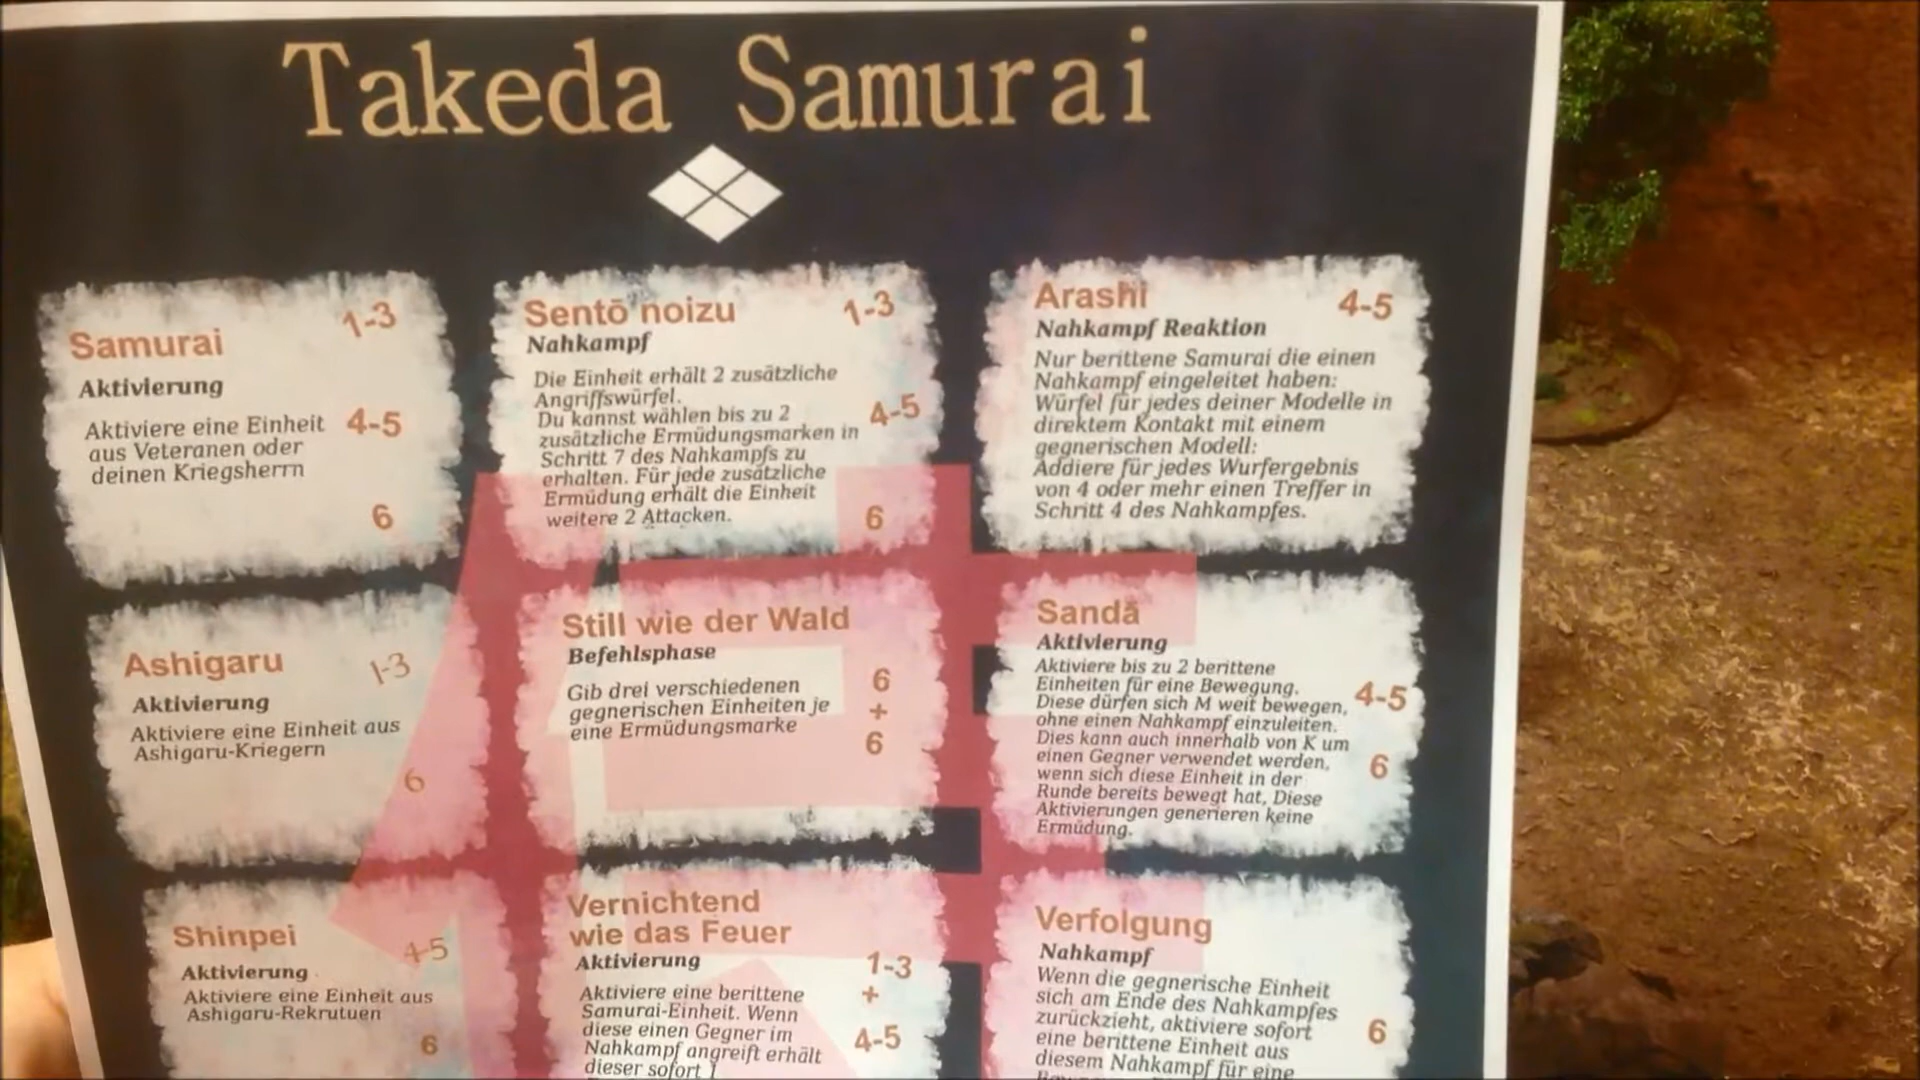 Takeda Samurai
Samurai
1-3
Aktivierung
Aktiviere eine Einheit
aus Veteranen oder
deinen Kriegsherrn
4-5
6
Sentō noizu
1-3
Nahkampf
Die Einheit erhält 2 zusätzliche
Angriffswürfel.
Du kannst wählen bis zu 2
zusätzliche Ermüdungsmarken in
Schritt 7 des Nahkampfs zu
erhalten. Für jede zusätzliche
Ermüdung erhält die Einheit
weitere 2 Attacken.
4-5
6
Arashi
4-5
Nahkampf Reaktion
Nur berittene Samurai die einen
Nahkampf eingeleitet haben:
Würfel für jedes deiner Modelle in
direktem Kontakt mit einem
gegnerischen Modell:
Addiere für jedes Wurfergebnis
von 4 oder mehr einen Treffer in
Schritt 4 des Nahkampfes.
Ashigaru
1-3
Aktivierung
Aktiviere eine Einheit aus
Ashigaru-Kriegern
6
Still wie der Wald
Befehlsphase
Gib drei verschiedenen
gegnerischen Einheiten je
eine Ermüdungsmarke
6
+
6
Sandā
Aktivierung
Aktiviere bis zu 2 berittene
Einheiten für eine Bewegung.
Diese dürfen sich M weit bewegen,
ohne einen Nahkampf einzuleiten.
Dies kann auch innerhalb von K um
einen Gegner verwendet werden,
wenn sich diese Einheit in der
Runde bereits bewegt hat, Diese
Aktivierungen generieren keine
Ermüdung.
4-5
6
Shinpei
4-5
Aktivierung
Aktiviere eine Einheit aus
Ashigaru-Rekrutuen
6
Vernichtend
wie das Feuer
Aktivierung
Aktiviere eine berittene
Samurai-Einheit. Wenn
diese einen Gegner im
Nahkampf angreift erhält
dieser sofort 1
1-3
+
4-5
Verfolgung
Nahkampf
Wenn die gegnerische Einheit
sich am Ende des Nahkampfes
zurückzieht, aktiviere sofort
eine berittene Einheit aus
diesem Nahkampf für eine
6